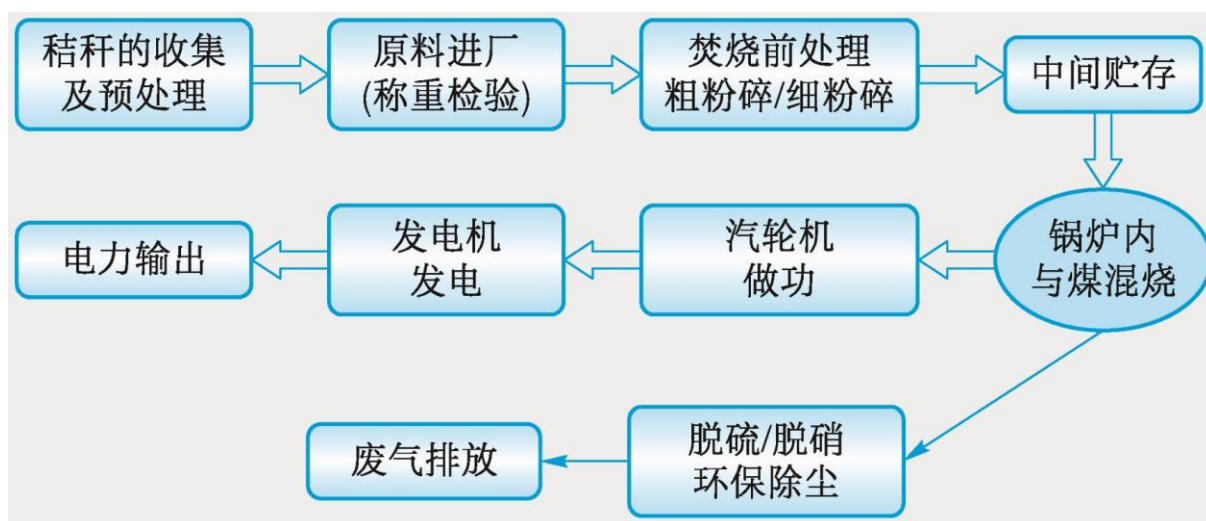 秸秆的收集
及预处理
原料进厂
(称重检验)
焚烧前处理
粗粉碎/细粉碎
中间贮存
锅炉内
与煤混烧
汽轮机
做功
发电机
发电
电力输出
脱硫/脱硝
环保除尘
废气排放